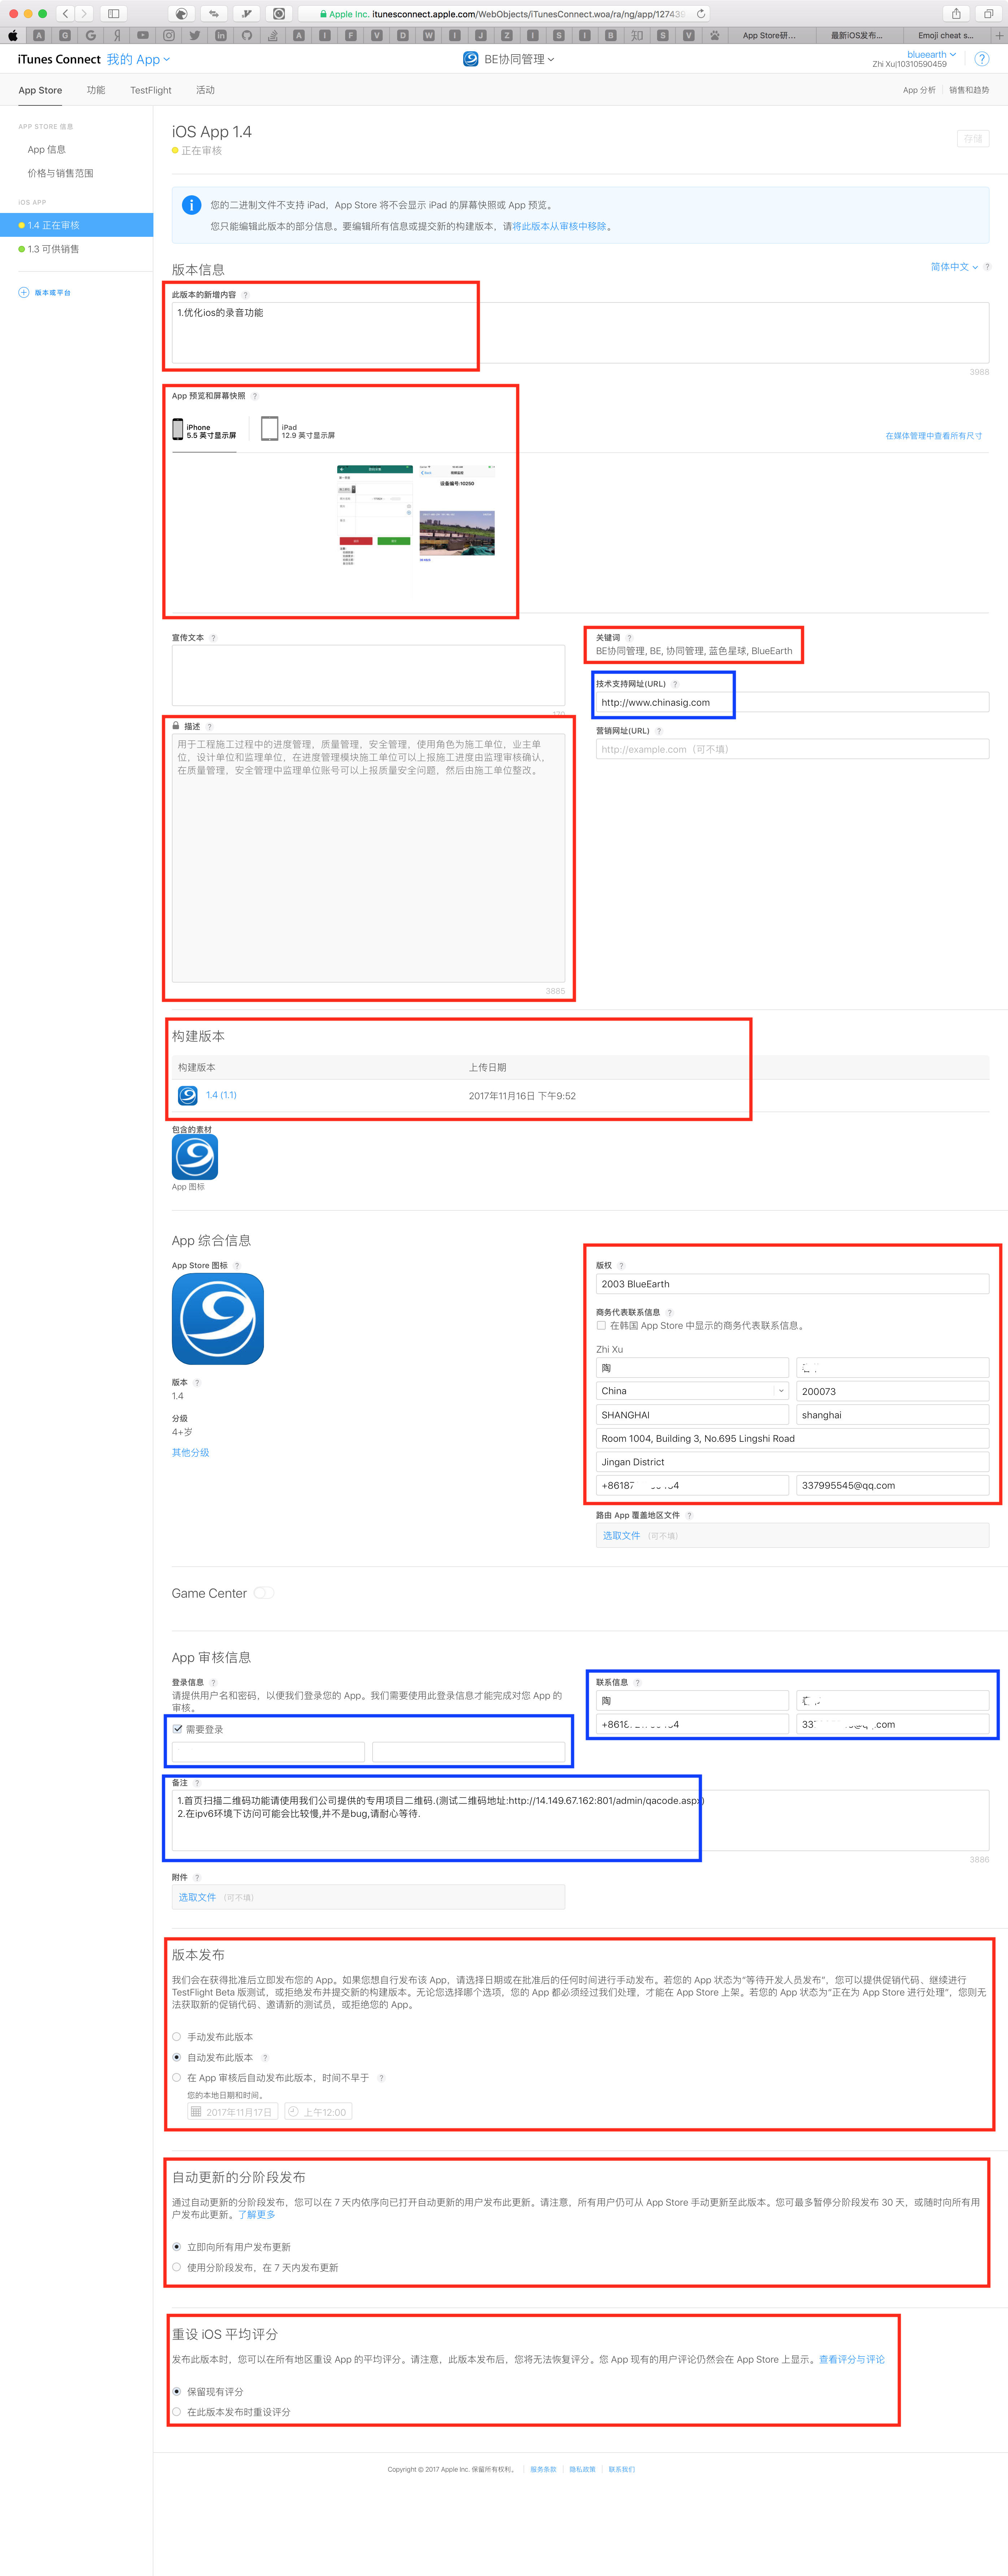 Apple Inc. itunesconnect.apple.com/WebObjects/iTunesConnect.woa/ra/ng/app/127439
App Store研... 最新iOS发布... Emoji cheat s...
iTunes Connect 我的 App
BE协同管理
blueearth
Zhi Xu|10310590459
App Store 功能 TestFlight 活动
App 分析 销售和趋势
APP STORE 信息
App 信息
价格与销售范围
iOS APP
1.4 正在审核
1.3 可供销售
版本或平台
iOS App 1.4
正在审核
存储
您的二进制文件不支持 iPad，App Store 将不会显示 iPad 的屏幕快照或 App 预览。
您只能编辑此版本的部分信息。要编辑所有信息或提交新的构建版本，请将此版本从审核中移除。
版本信息
简体中文 ?
此版本的新增内容 ?
1.优化ios的录音功能
3988
App 预览和屏幕快照 ?
iPhone
5.5 英寸显示屏
iPad
12.9 英寸显示屏
在媒体管理中查看所有尺寸
设备编号:10250
宣传文本 ?
关键词 ?
BE协同管理, BE, 协同管理, 蓝色星球, BlueEarth
技术支持网址(URL) ?
http://www.chinasig.com
营销网址(URL) ?
http://example.com（可不填）
描述 ?
用于工程施工过程中的进度管理，质量管理，安全管理，使用角色为施工单位，业主单
位，设计单位和监理单位，在进度管理模块施工单位可以上报施工进度由监理审核确认，
在质量管理，安全管理中监理单位账号可以上报质量安全问题，然后由施工单位整改。
3885
构建版本
构建版本 上传日期
1.4 (1.1) 2017年11月16日 下午9:52
包含的素材
App 图标
App 综合信息
App Store 图标 ?
版本 ?
1.4
分级
4+岁
其他分级
版权 ?
2003 BlueEarth
商务代表联系信息 ?
在韩国 App Store 中显示的商务代表联系信息。
Zhi Xu
陶
China 200073
SHANGHAI shanghai
Room 1004, Building 3, No.695 Lingshi Road
Jingan District
337995545@qq.com
路由 App 覆盖地区文件 ?
选取文件 （可不填）
Game Center
App 审核信息
登录信息 ?
请提供用户名和密码，以便我们登录您的 App。我们需要使用此登录信息才能完成对您 App 的
审核。
需要登录
联系信息 ?
陶
备注 ?
1.首页扫描二维码功能请使用我们公司提供的专用项目二维码.(测试二维码地址:http://14.149.67.162:801/admin/qacode.aspx)
2.在ipv6环境下访问可能会比较慢,并不是bug,请耐心等待.
3886
附件 ?
选取文件 （可不填）
版本发布
我们会在获得批准后立即发布您的 App。如果您想自行发布该 App，请选择日期或在批准后的任何时间进行手动发布。若您的 App 状态为“等待开发人员发布”，您可以提供促销代码、继续进行
TestFlight Beta 版测试，或拒绝发布并提交新的构建版本。无论您选择哪个选项，您的 App 都必须经过我们处理，才能在 App Store 上架。若您的 App 状态为“正在为 App Store 进行处理”，您则无
法获取新的促销代码、邀请新的测试员，或拒绝您的 App。
手动发布此版本
自动发布此版本 ?
在 App 审核后自动发布此版本，时间不早于 ?
您的本地日期和时间。
2017年11月17日 上午12:00
自动更新的分阶段发布
通过自动更新的分阶段发布，您可以在 7 天内依序向已打开自动更新的用户发布此更新。请注意，所有用户仍可从 App Store 手动更新至此版本。您可最多暂停分阶段发布 30 天，或随时向所有用
户发布此更新。了解更多
立即向所有用户发布更新
使用分阶段发布，在 7 天内发布更新
重设 iOS 平均评分
发布此版本时，您可以在所有地区重设 App 的平均评分。请注意，此版本发布后，您将无法恢复评分。您 App 现有的用户评论仍然会在 App Store 上显示。查看评分与评论
保留现有评分
在此版本发布时重设评分
Copyright © 2017 Apple Inc. 保留所有权利。 服务条款 隐私政策 联系我们